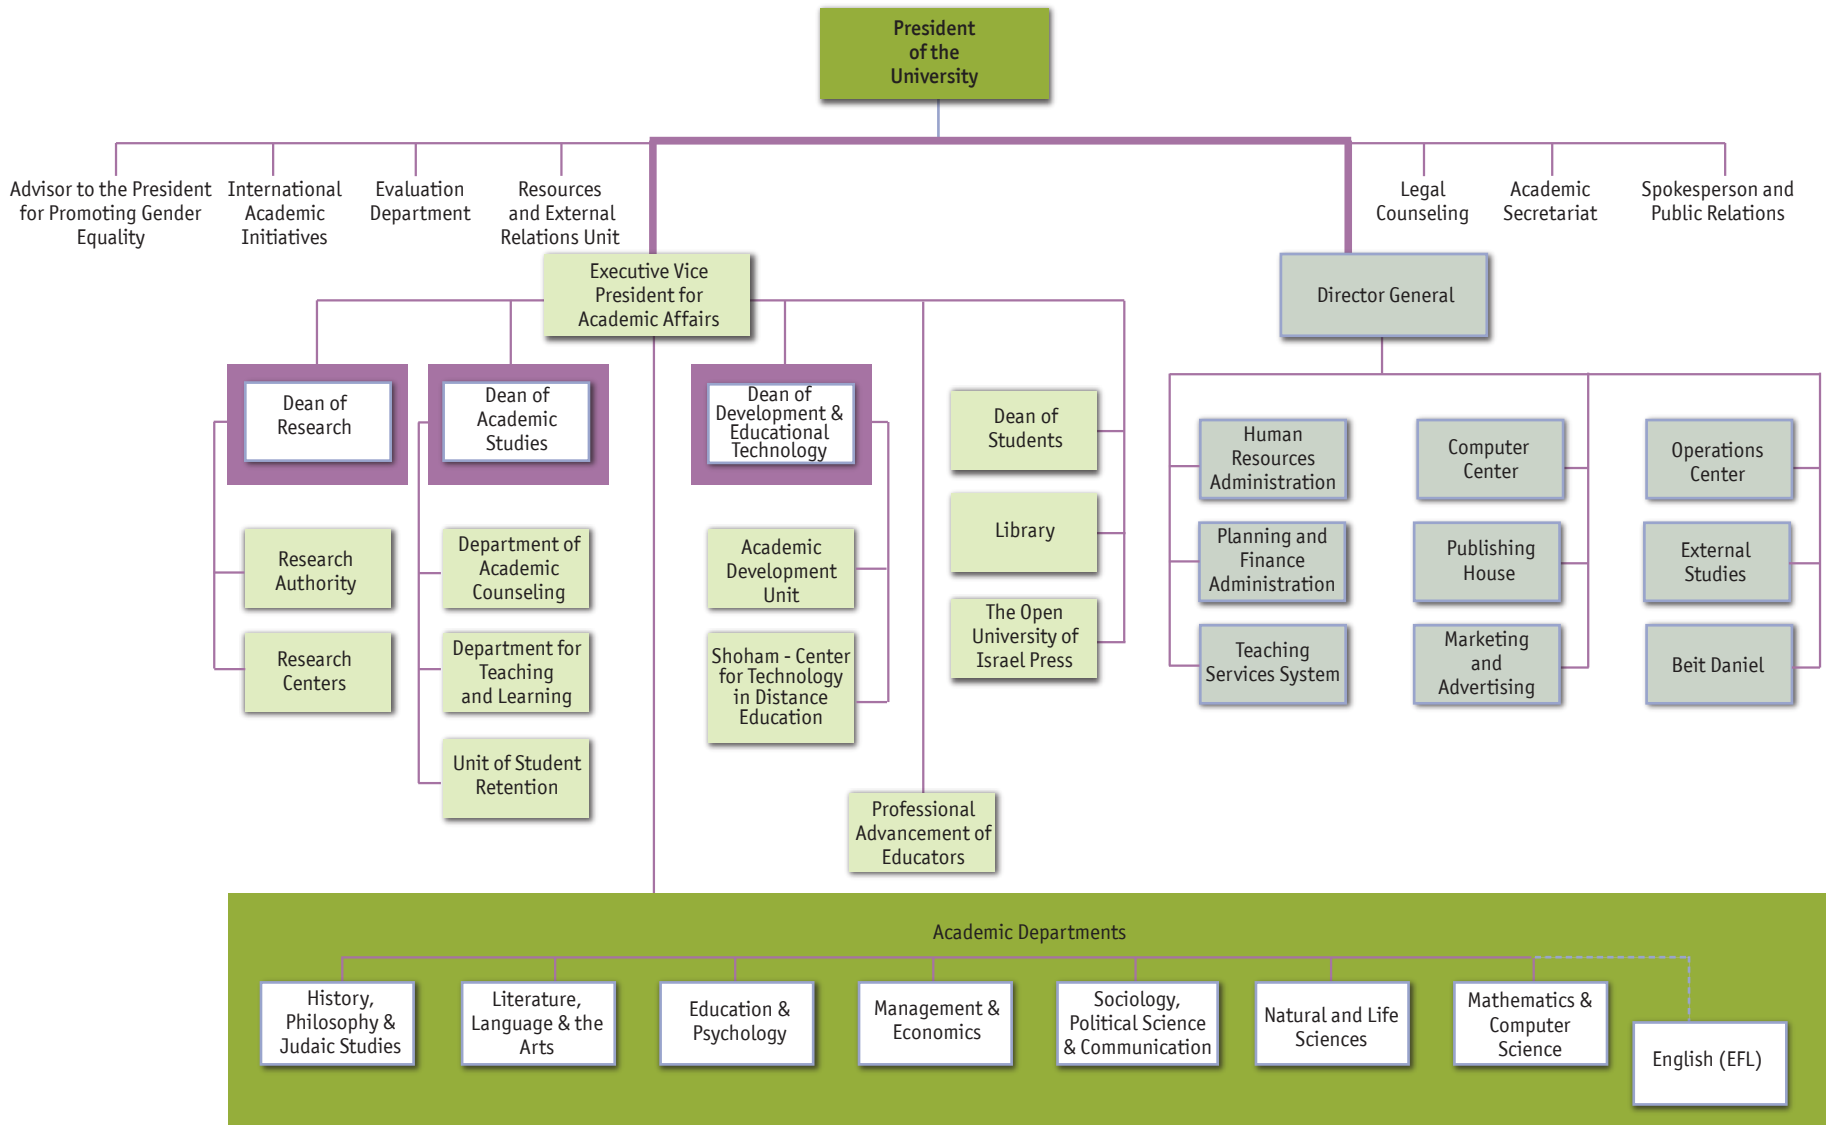 President
of the
University
Advisor to the President
for Promoting Gender
Equality
International
Academic
Initiatives
Evaluation
Department
Resources
and External
Relations Unit
Legal
Counseling
Academic
Secretariat
Spokesperson and
Public Relations
Executive Vice
President for
Academic Affairs
Director General
Dean of
Research
Dean of
Academic
Studies
Dean of
Development &
Educational
Technology
Dean of
Students
Human
Resources
Administration
Computer
Center
Operations
Center
Research
Authority
Department of
Academic
Counseling
Academic
Development
Unit
Library
Planning and
Finance
Administration
Publishing
House
External
Studies
Research
Centers
Department for
Teaching
and Learning
Shoham - Center
for Technology
in Distance
Education
The Open
University of
Israel Press
Teaching
Services System
Marketing
and
Advertising
Beit Daniel
Unit of Student
Retention
Professional
Advancement of
Educators
Academic Departments
History,
Philosophy &
Judaic Studies
Literature,
Language & the
Arts
Education &
Psychology
Management &
Economics
Sociology,
Political Science
& Communication
Natural and Life
Sciences
Mathematics &
Computer
Science
English (EFL)